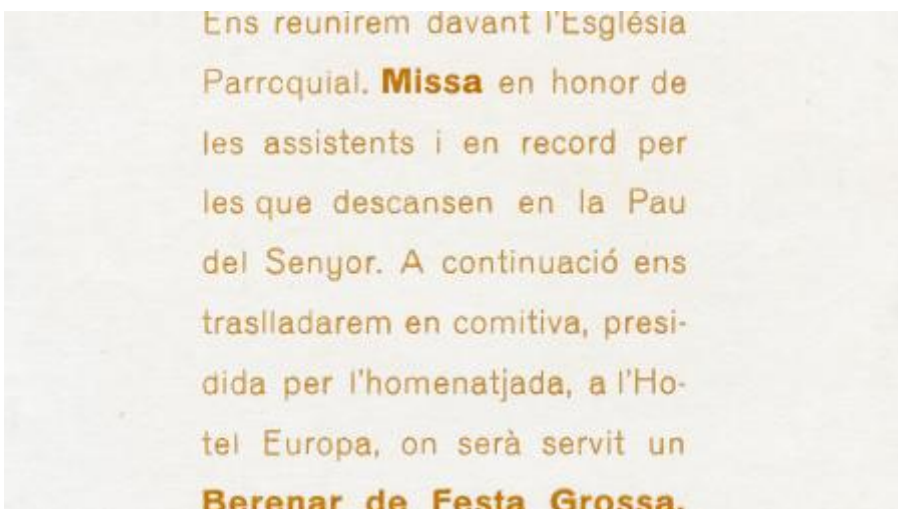 Ens reunirem davant l'Església
Parroquial. Missa en honor de
les assistents i en record per
les que descansen en la Pau
del Senyor. A continuació ens
traslladarem en comitiva, presi-
dida per l'homenatjada, a l'Ho-
tel Europa, on serà servit un
Berenar de Festa Grossa.